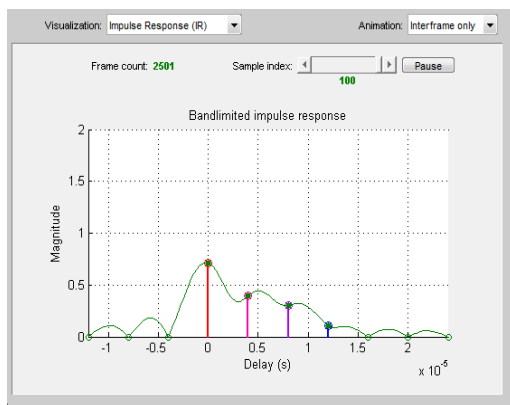 Visualization: Impulse Response (IR) Animation: Interframe only
Frame count: 2501 Sample index: Pause
100
Bandlimited impulse response
2
1.5
1
0.5
0
Magnitude
-1 -0.5 0 0.5 1 1.5 2
Delay (s)
x 10^-5